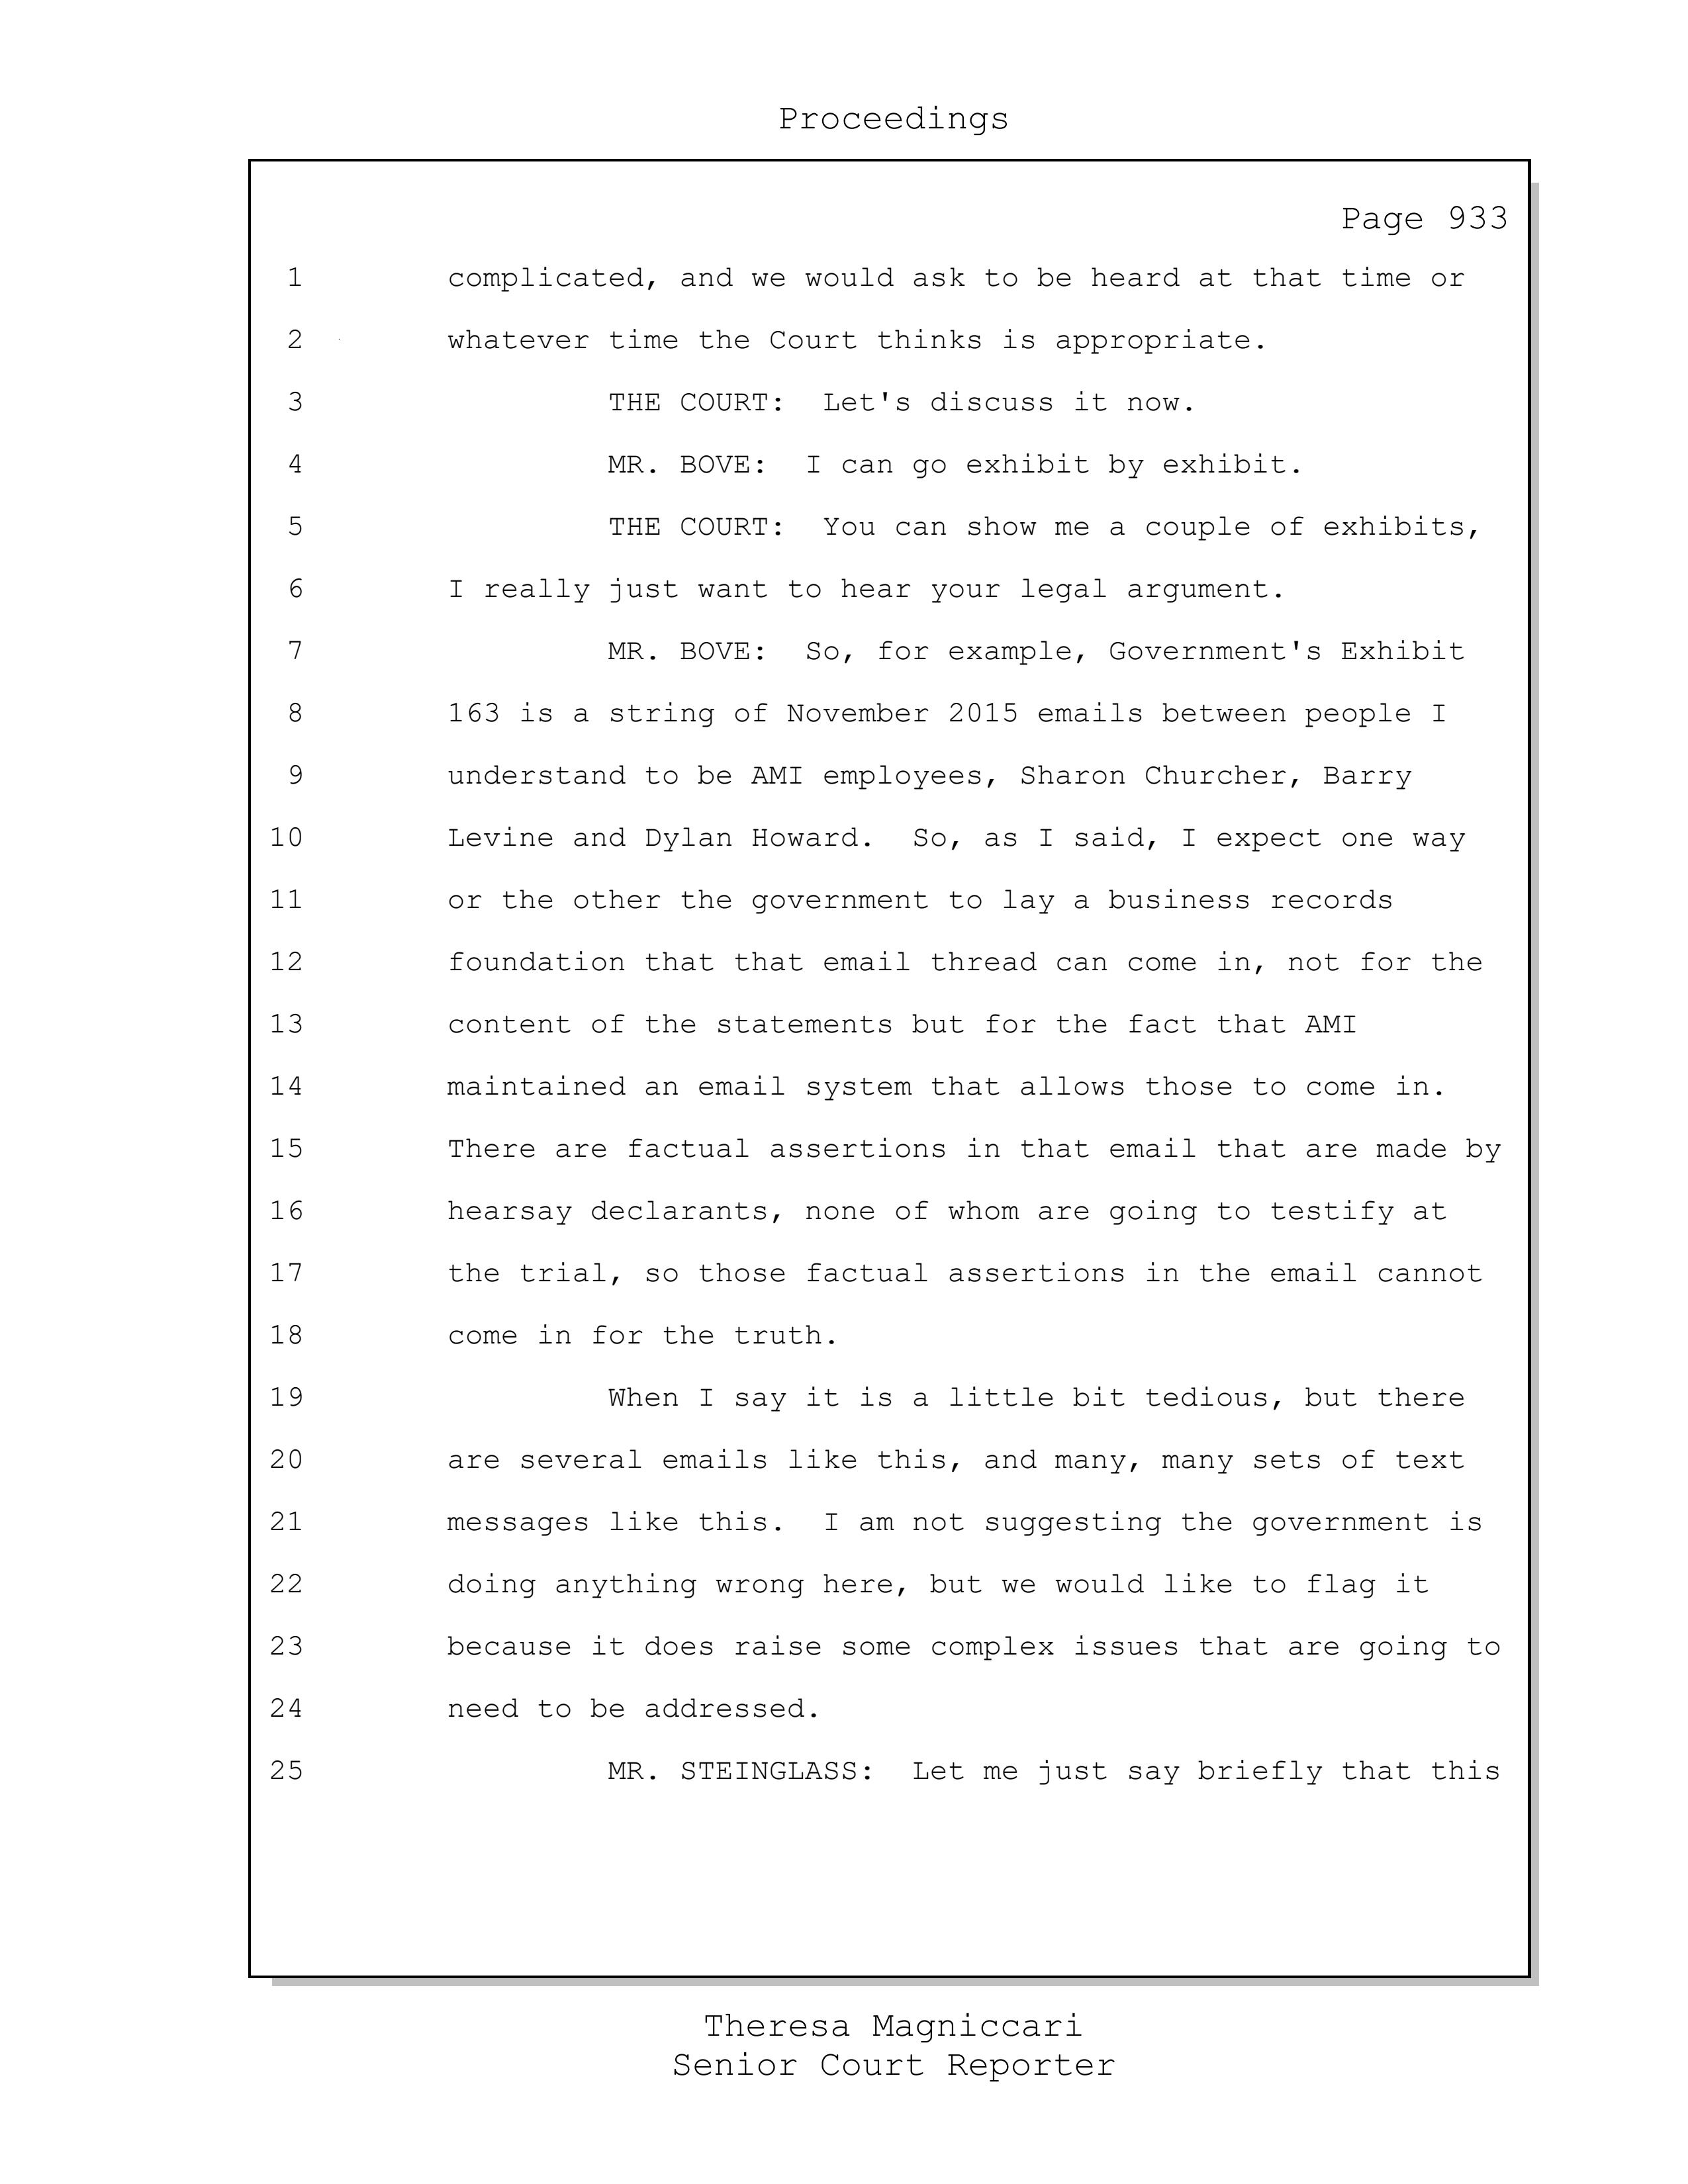 Proceedings
Page 933
1 complicated, and we would ask to be heard at that time or
2 whatever time the Court thinks is appropriate.
3 THE COURT: Let's discuss it now.
4 MR. BOVE: I can go exhibit by exhibit.
5 THE COURT: You can show me a couple of exhibits,
6 I really just want to hear your legal argument.
7 MR. BOVE: So, for example, Government's Exhibit
8 163 is a string of November 2015 emails between people I
9 understand to be AMI employees, Sharon Churcher, Barry
10 Levine and Dylan Howard. So, as I said, I expect one way
11 or the other the government to lay a business records
12 foundation that that email thread can come in, not for the
13 content of the statements but for the fact that AMI
14 maintained an email system that allows those to come in.
15 There are factual assertions in that email that are made by
16 hearsay declarants, none of whom are going to testify at
17 the trial, so those factual assertions in the email cannot
18 come in for the truth.
19 When I say it is a little bit tedious, but there
20 are several emails like this, and many, many sets of text
21 messages like this. I am not suggesting the government is
22 doing anything wrong here, but we would like to flag it
23 because it does raise some complex issues that are going to
24 need to be addressed.
25 MR. STEINGLASS: Let me just say briefly that this
Theresa Magniccari
Senior Court Reporter